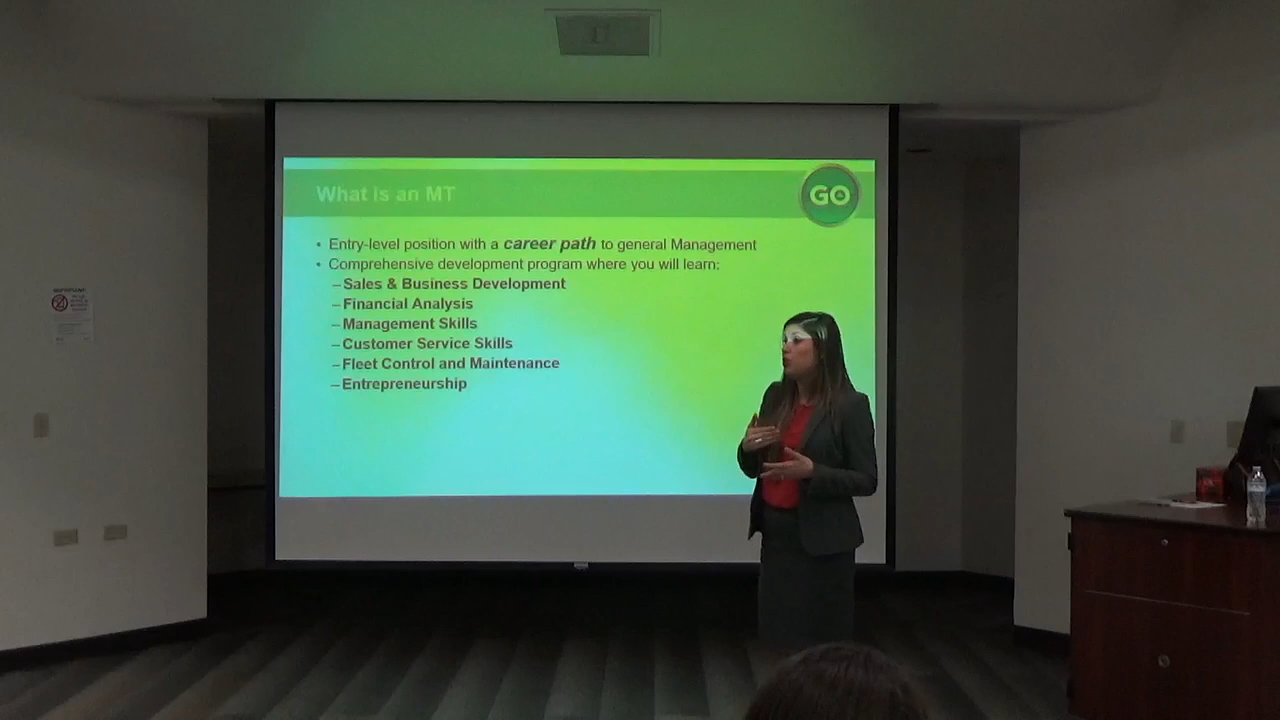 What is an MT
GO
• Entry-level position with a career path to general Management
• Comprehensive development program where you will learn:
–Sales & Business Development
–Financial Analysis
–Management Skills
–Customer Service Skills
–Fleet Control and Maintenance
–Entrepreneurship